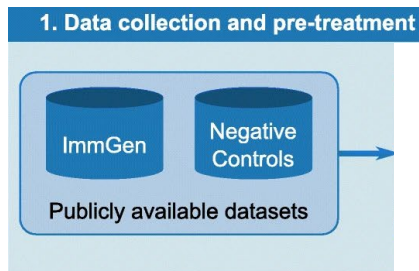 1. Data collection and pre-treatment
ImmGen
Negative
Controls
Publicly available datasets